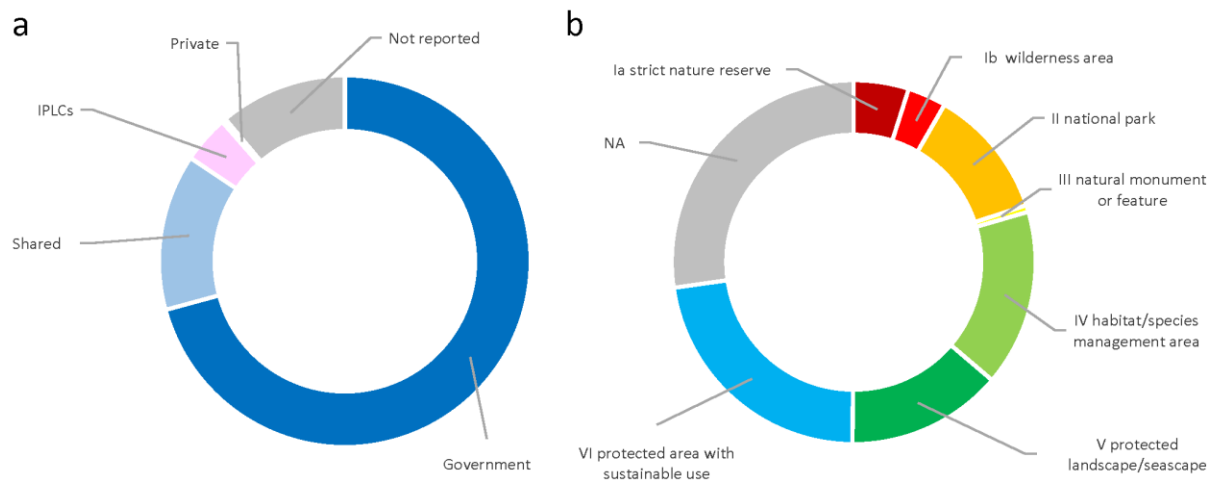 a
Private
Not reported
IPLCs
Shared
Government
b
Ia strict nature reserve
Ib wilderness area
II national park
NA
III natural monument
or feature
IV habitat/species
management area
V protected
landscape/seascape
VI protected area with
sustainable use